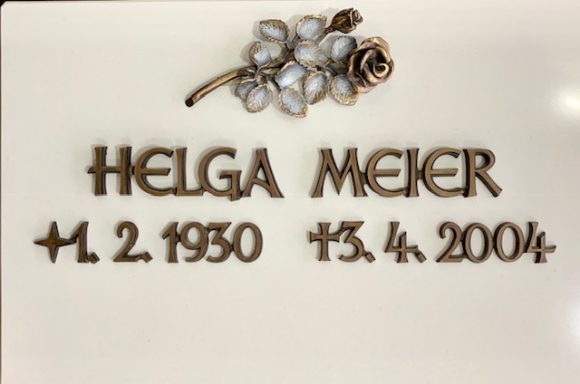 HELGA MEIER
✦1. 2. 1930 ✝3. 4. 2004